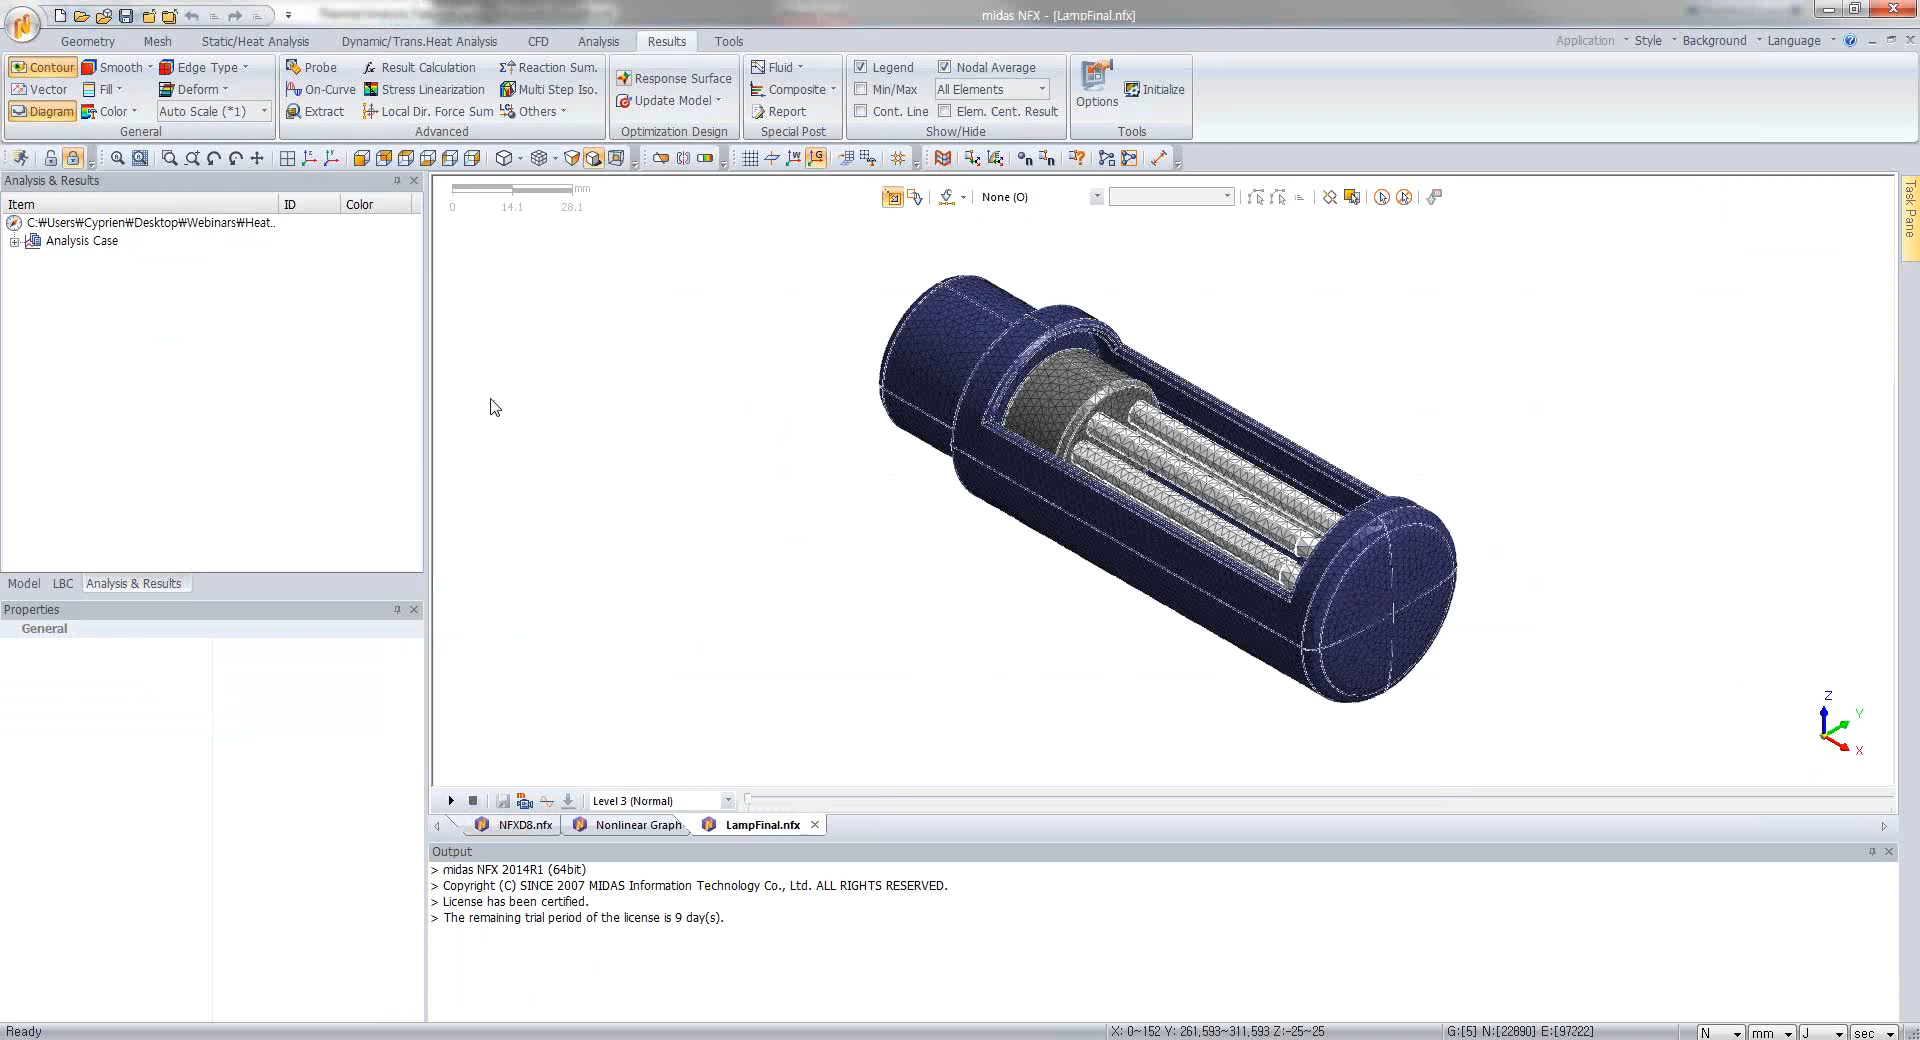 midas NFX - [LampFinal.nfx]
Geometry Mesh Static/Heat Analysis Dynamic/Trans.Heat Analysis CFD Analysis Results Tools Application Style Background Language
Contour Smooth Edge Type Probe Result Calculation Reaction Sum. Response Surface Fluid Legend Nodal Average Options Initialize
Vector Fill Deform On-Curve Stress Linearization Multi Step Iso. Update Model Composite Min/Max All Elements
Diagram Color Auto Scale (*1) Extract Local Dir. Force Sum Others Report Cont. Line Elem. Cent. Result
General Advanced Optimization Design Special Post Show/Hide Tools
Analysis & Results
Item ID Color
C:₩Users₩Cyprien₩Desktop₩Webinars₩Heat..
Analysis Case
mm
0 14.1 28.1
None (O)
Task Pane
Z
Y
X
Model LBC Analysis & Results
Properties
General
Level 3 (Normal)
NFXD8.nfx Nonlinear Graph LampFinal.nfx
Output
> midas NFX 2014R1 (64bit)
> Copyright (C) SINCE 2007 MIDAS Information Technology Co., Ltd. ALL RIGHTS RESERVED.
> License has been certified.
> The remaining trial period of the license is 9 day(s).
Ready X: 0~152 Y: 261,593~311,593 Z:-25~25 G:[5] N:[22890] E:[97222] N mm J sec